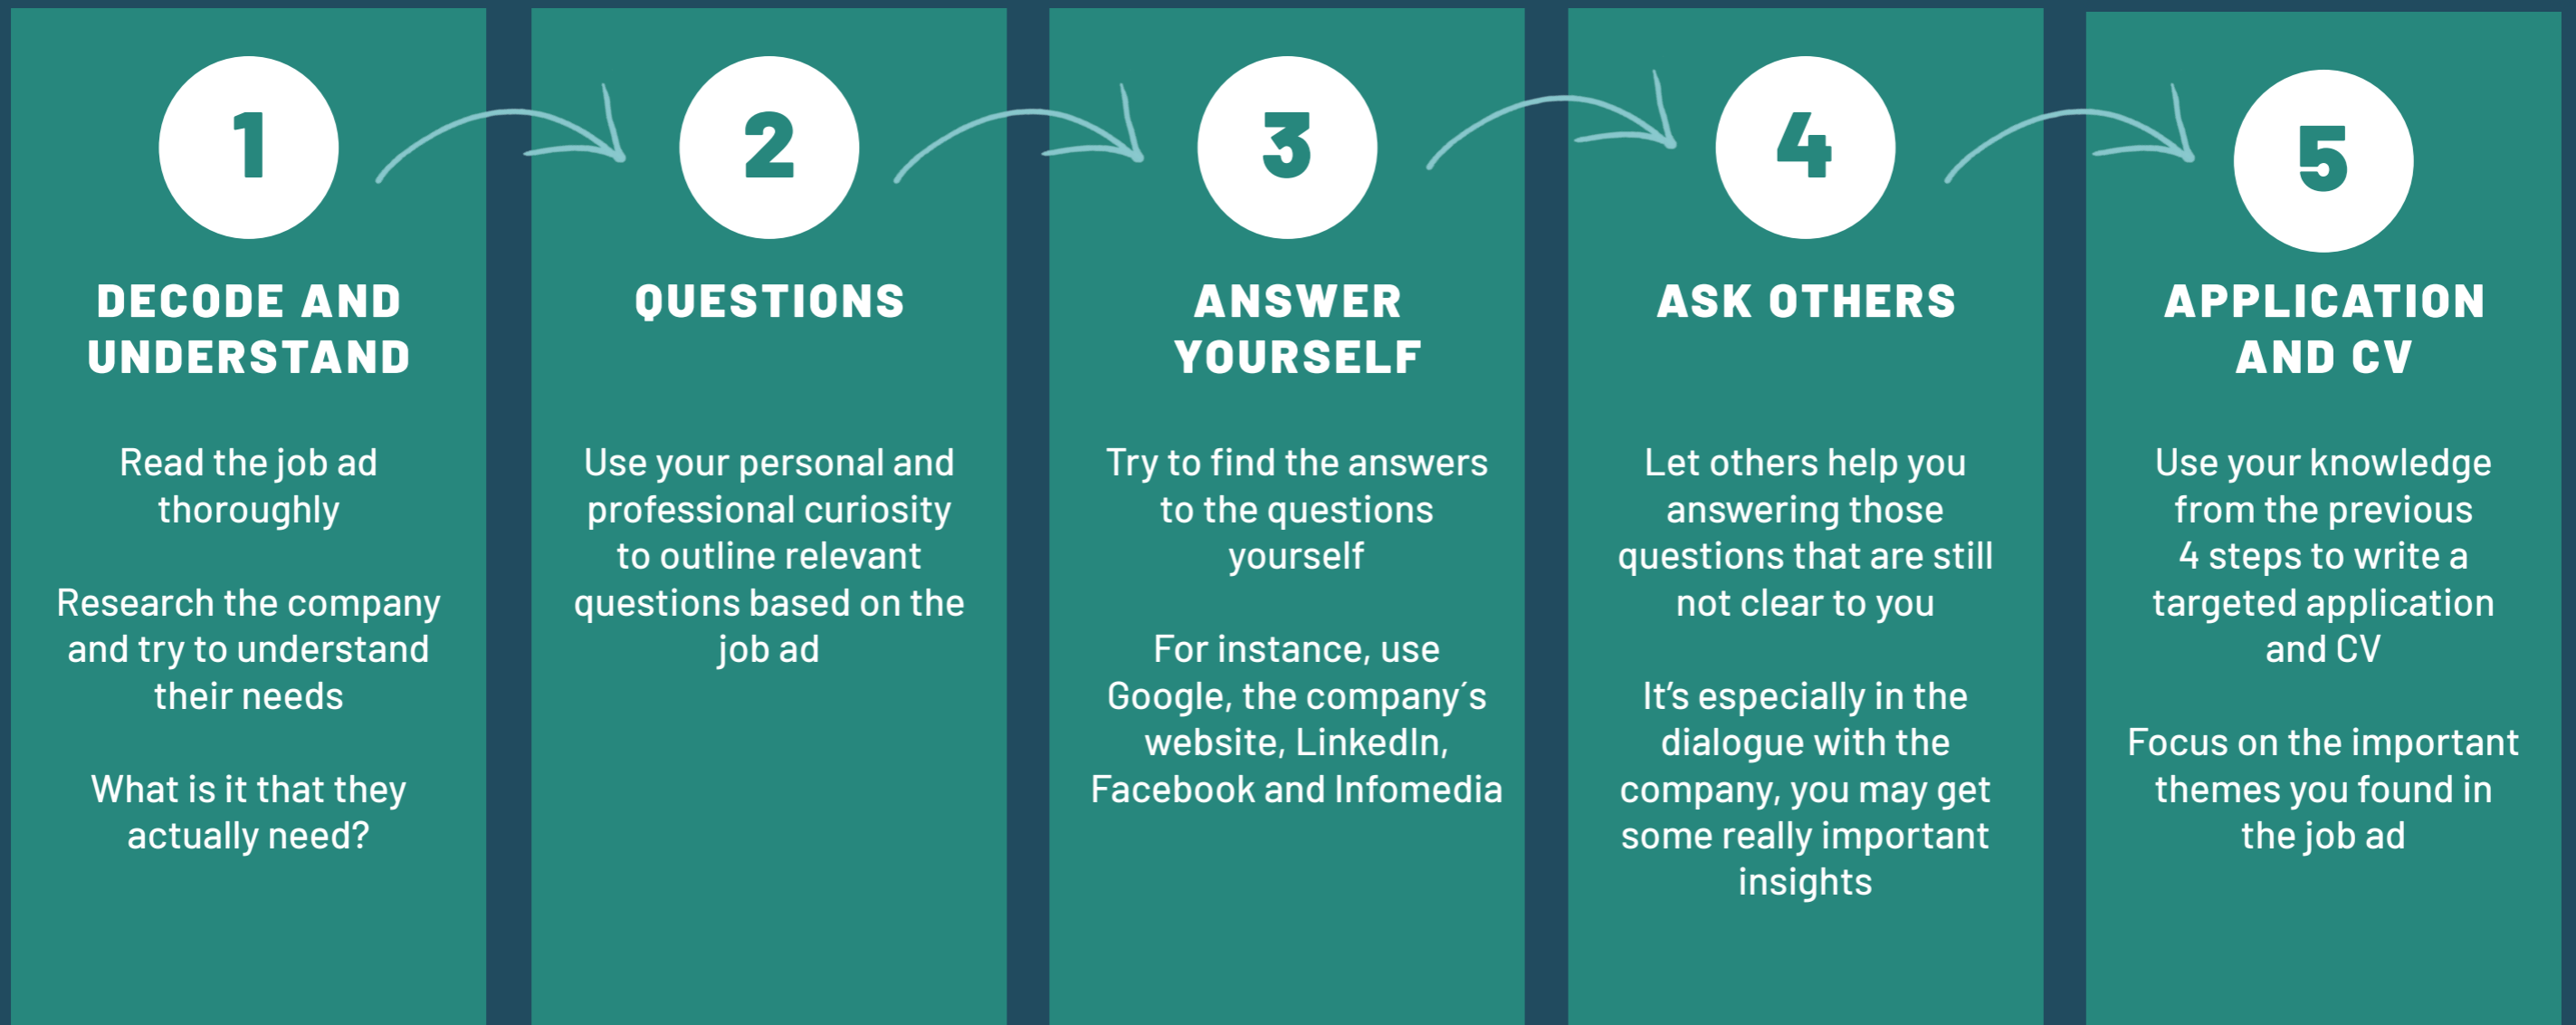 1
DECODE AND
UNDERSTAND
Read the job ad
thoroughly
Research the company
and try to understand
their needs
What is it that they
actually need?
2
QUESTIONS
Use your personal and
professional curiosity
to outline relevant
questions based on the
job ad
3
ANSWER
YOURSELF
Try to find the answers
to the questions
yourself
For instance, use
Google, the company´s
website, LinkedIn,
Facebook and Infomedia
4
ASK OTHERS
Let others help you
answering those
questions that are still
not clear to you
It’s especially in the
dialogue with the
company, you may get
some really important
insights
5
APPLICATION
AND CV
Use your knowledge
from the previous
4 steps to write a
targeted application
and CV
Focus on the important
themes you found in
the job ad